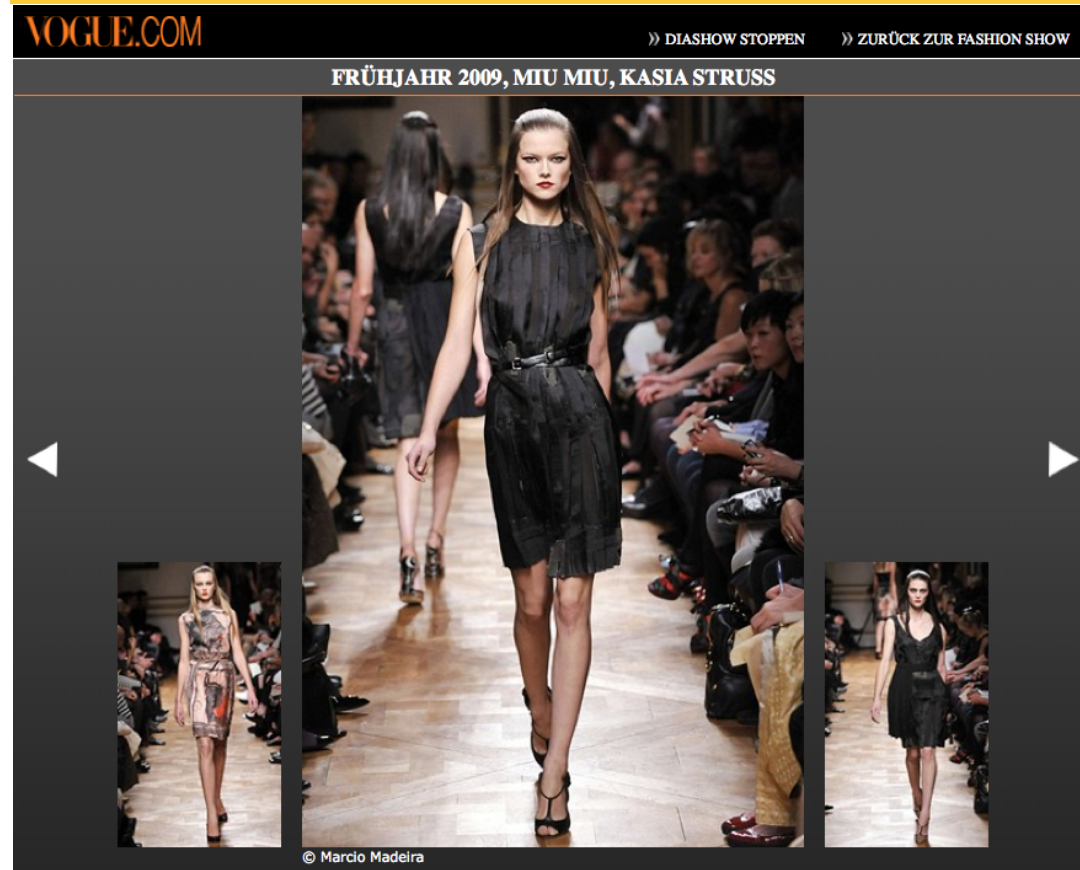 VOGUE.COM
» DIASHOW STOPPEN » ZURÜCK ZUR FASHION SHOW
FRÜHJAHR 2009, MIU MIU, KASIA STRUSS
© Marcio Madeira